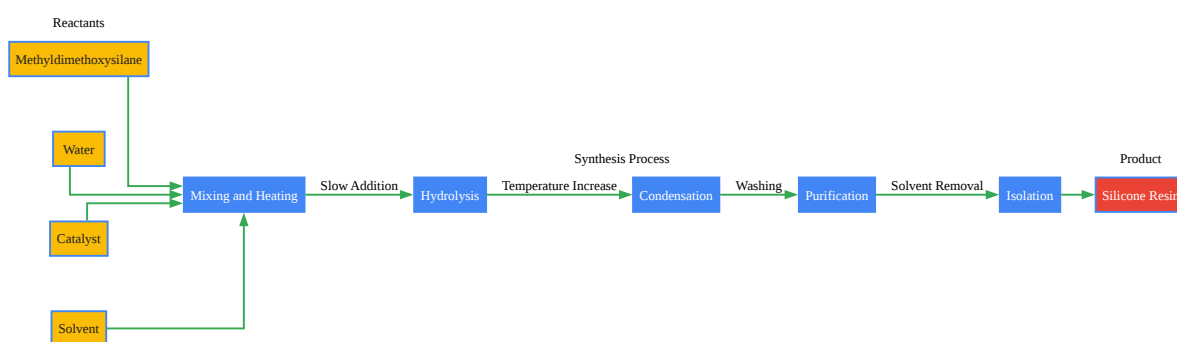 Reactants
Methyldimethoxysilane
Water
Catalyst
Solvent
Synthesis Process
Mixing and Heating
Slow Addition
Hydrolysis
Temperature Increase
Condensation
Washing
Purification
Solvent Removal
Isolation
Product
Silicone Resin